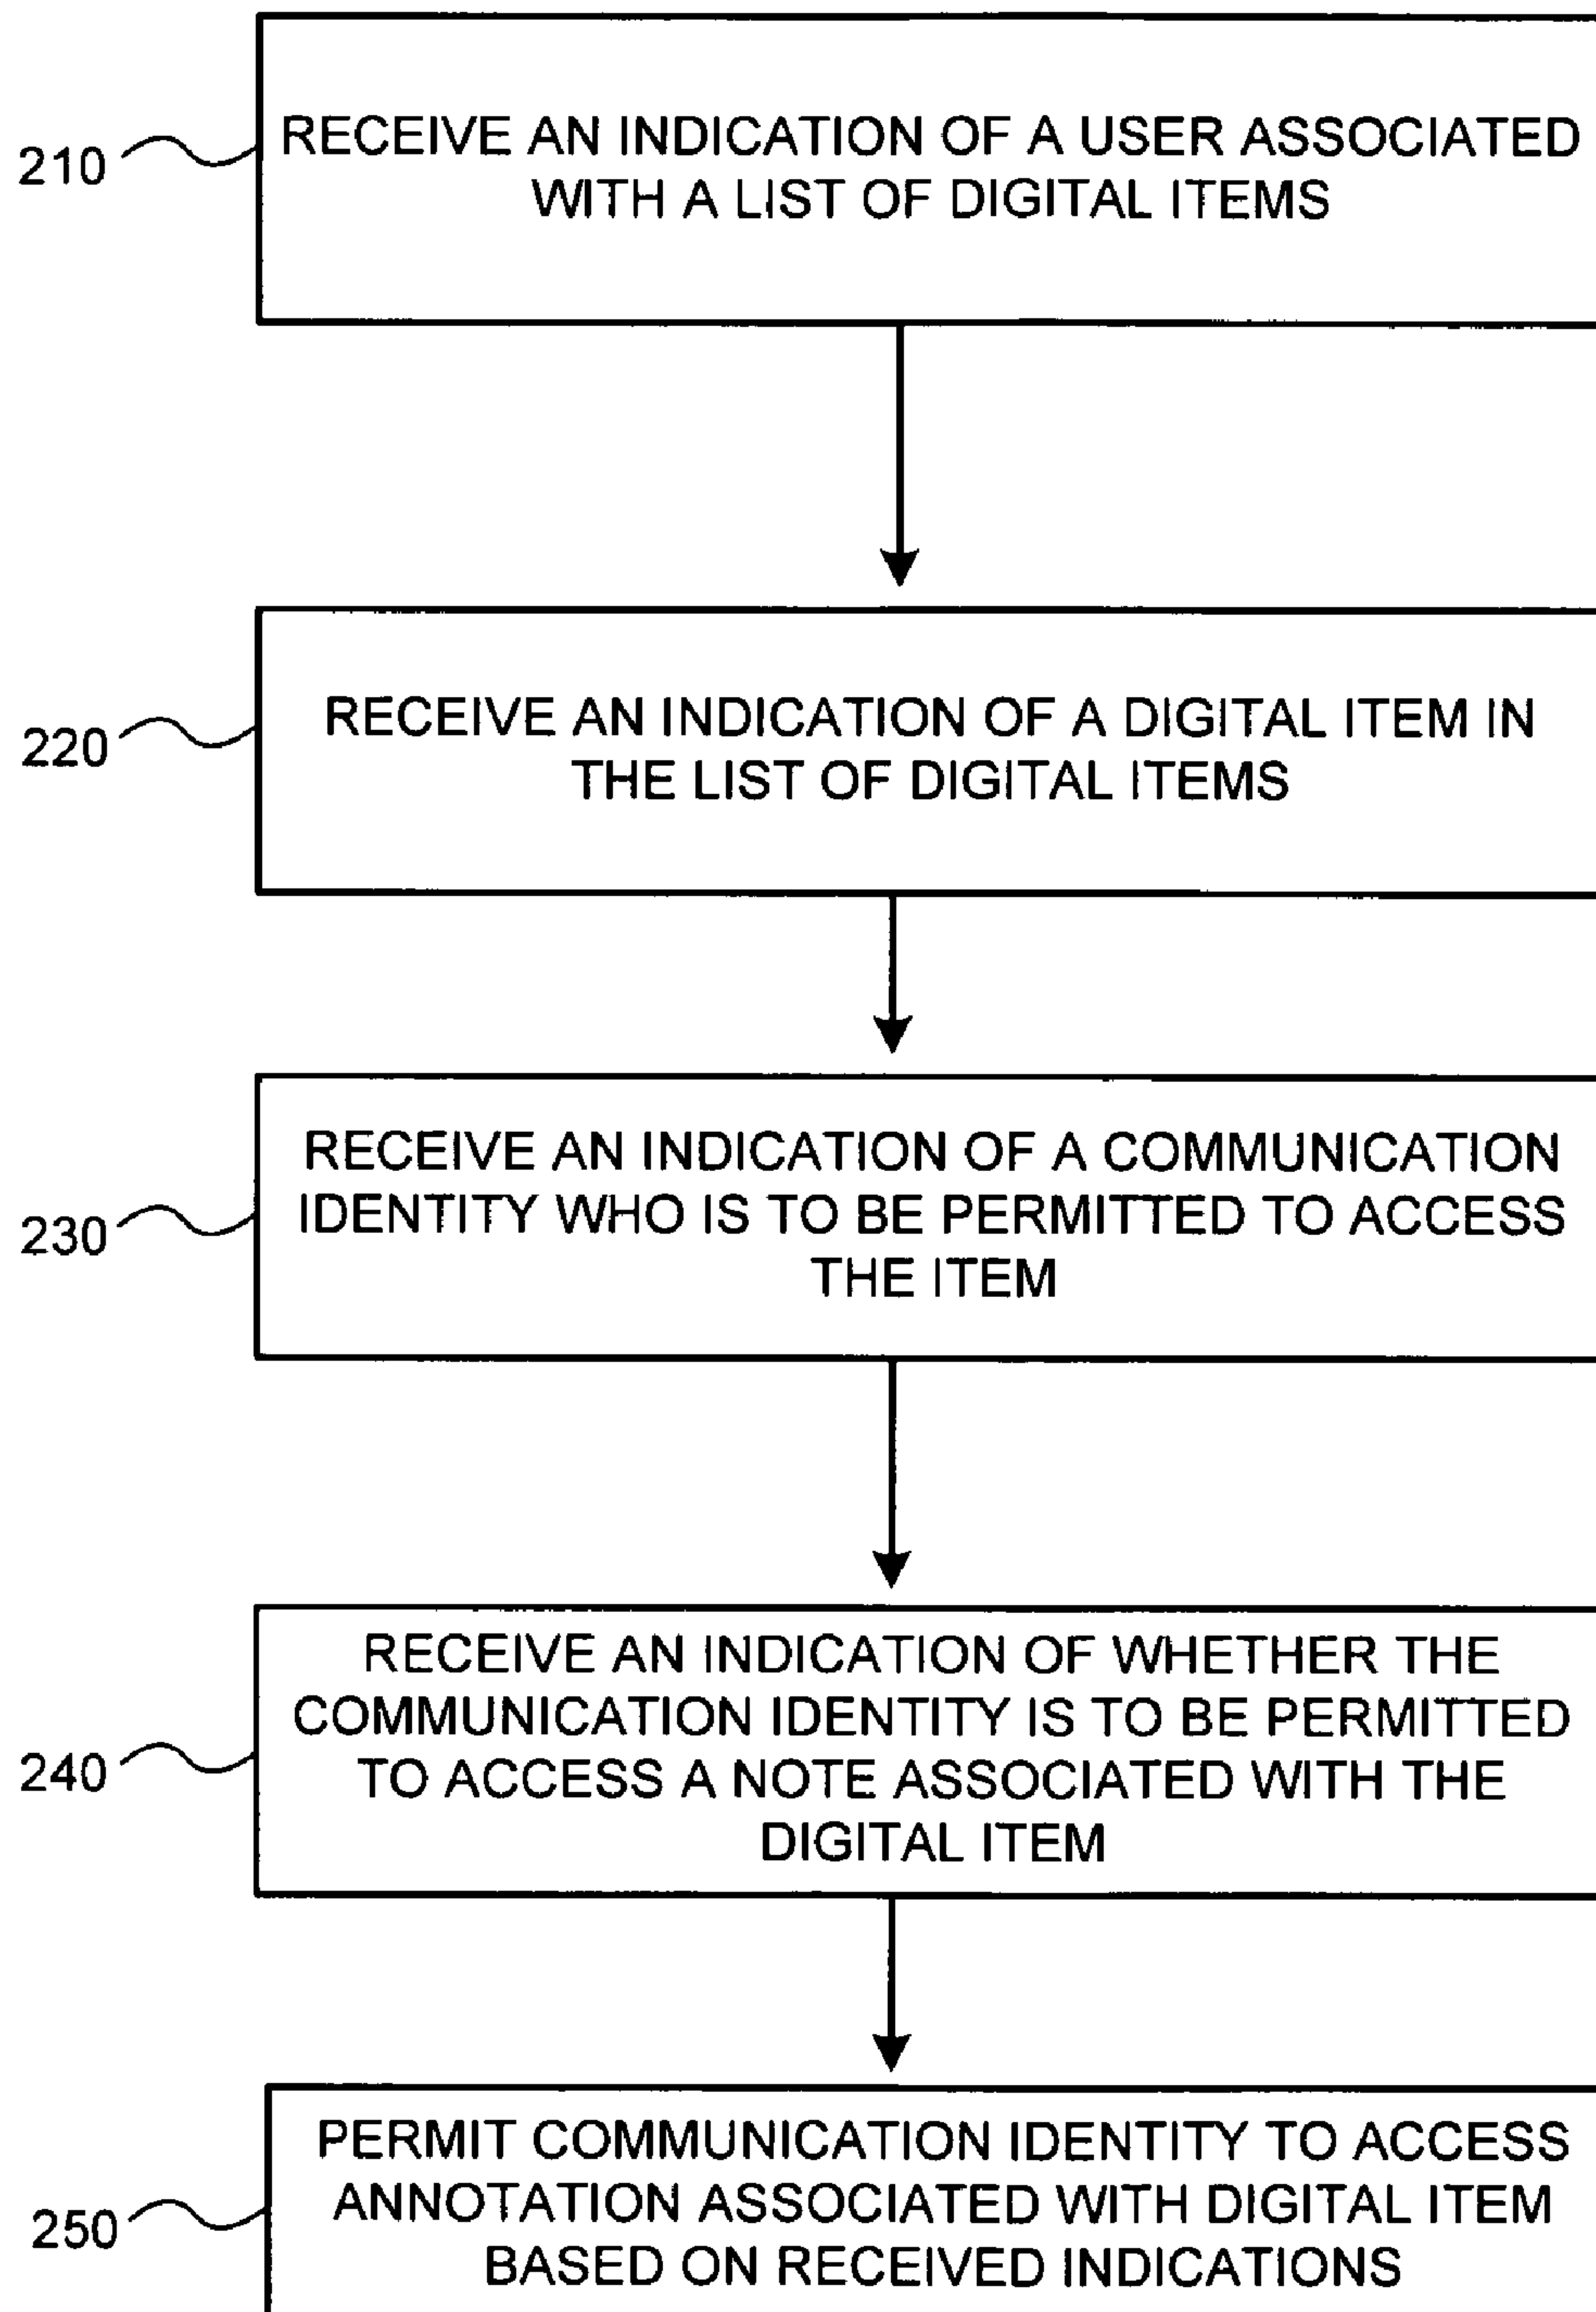 210
RECEIVE AN INDICATION OF A USER ASSOCIATED
WITH A LIST OF DIGITAL ITEMS
220
RECEIVE AN INDICATION OF A DIGITAL ITEM IN
THE LIST OF DIGITAL ITEMS
230
RECEIVE AN INDICATION OF A COMMUNICATION
IDENTITY WHO IS TO BE PERMITTED TO ACCESS
THE ITEM
240
RECEIVE AN INDICATION OF WHETHER THE
COMMUNICATION IDENTITY IS TO BE PERMITTED
TO ACCESS A NOTE ASSOCIATED WITH THE
DIGITAL ITEM
250
PERMIT COMMUNICATION IDENTITY TO ACCESS
ANNOTATION ASSOCIATED WITH DIGITAL ITEM
BASED ON RECEIVED INDICATIONS